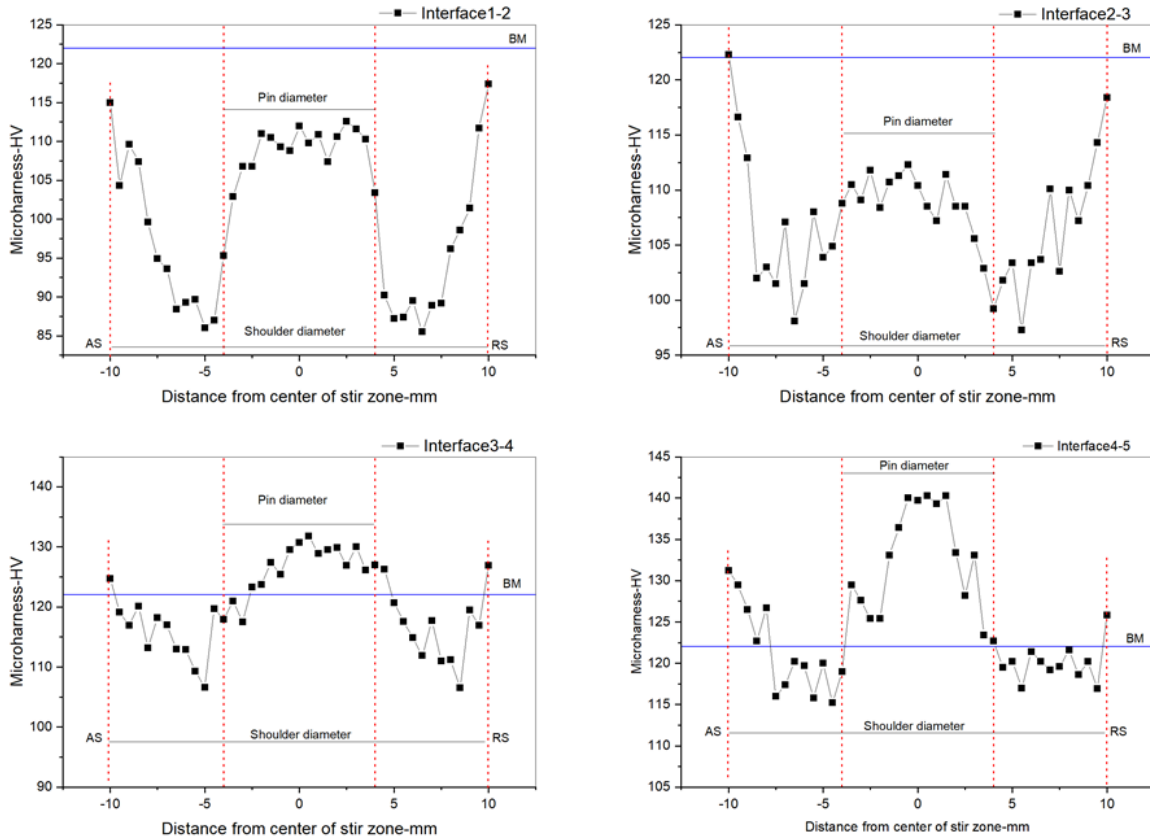 Interface1-2
125
120
115
110
105
100
95
90
85
BM
Pin diameter
Shoulder diameter
AS
RS
-10
-5
0
5
10
Microharness-HV
Distance from center of stir zone-mm
Interface2-3
125
120
115
110
105
100
95
BM
Pin diameter
Shoulder diameter
AS
RS
-10
-5
0
5
10
Microharness-HV
Distance from center of stir zone-mm
Interface3-4
140
130
120
110
100
90
Pin diameter
BM
Shoulder diameter
AS
RS
-10
-5
0
5
10
Microharness-HV
Distance from center of stir zone-mm
Interface4-5
145
140
135
130
125
120
115
110
105
Pin diameter
BM
Shoulder diameter
AS
RS
-10
-5
0
5
10
Microharness-HV
Distance from center of stir zone-mm